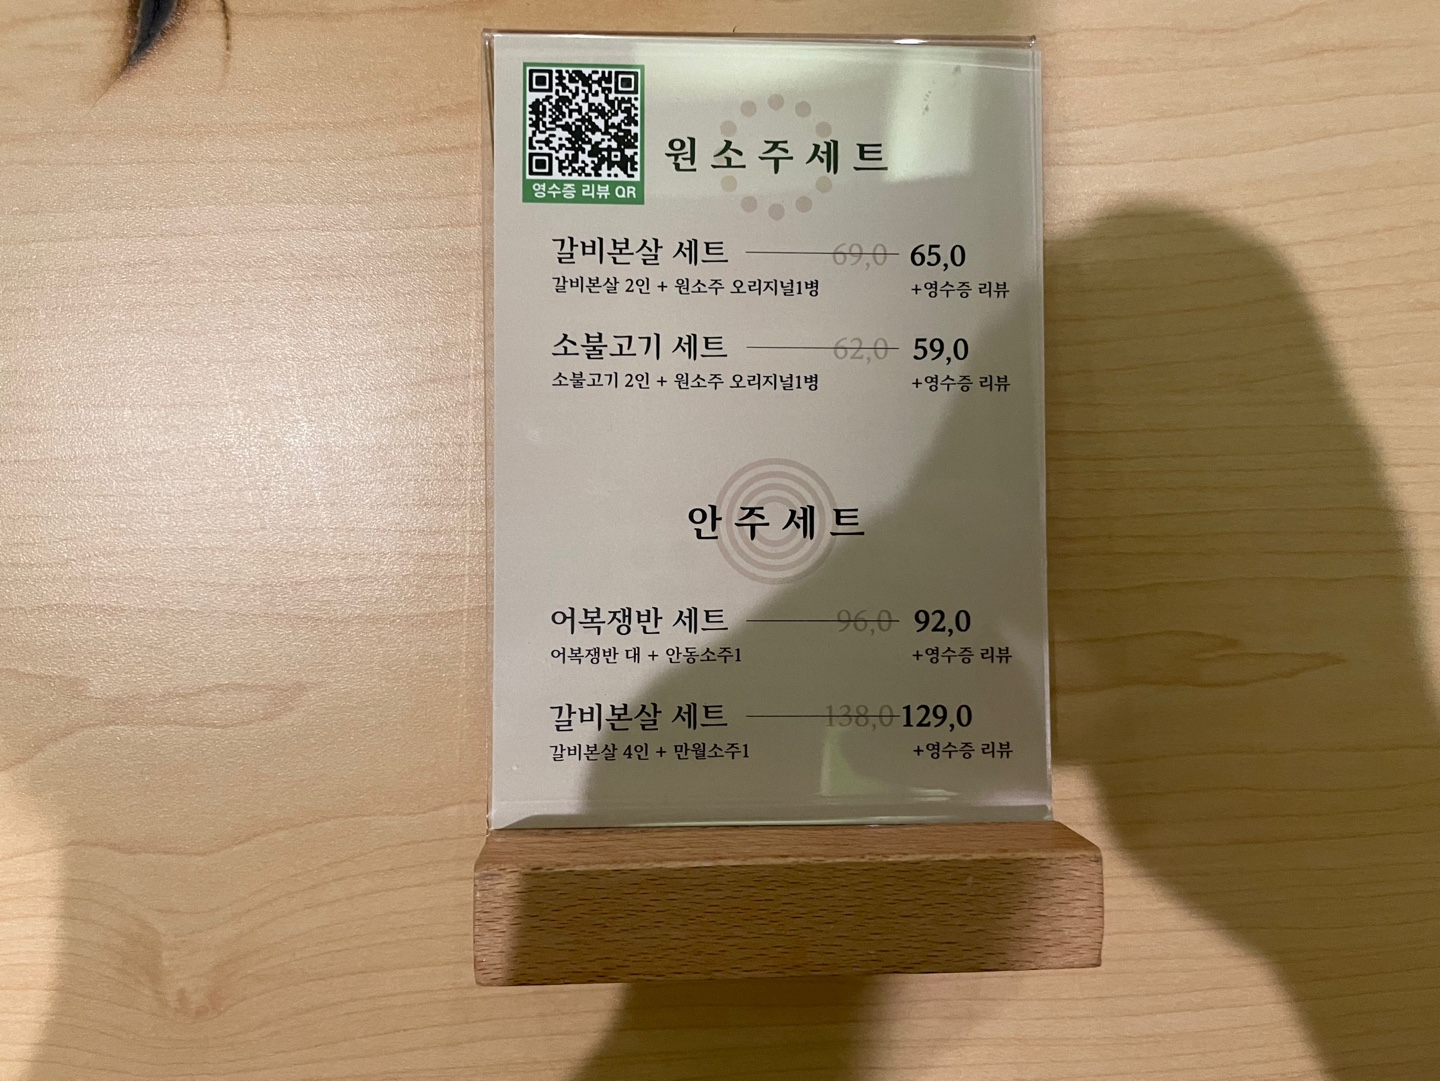 영수증 리뷰 QR
원소주세트
갈비본살 세트 69,0 65,0
갈비본살 2인 + 원소주 오리지널1병 +영수증 리뷰
소불고기 세트 62,0 59,0
소불고기 2인 + 원소주 오리지널1병 +영수증 리뷰
안주세트
어복쟁반 세트 96,0 92,0
어복쟁반 대 + 안동소주1 +영수증 리뷰
갈비본살 세트 138,0 129,0
갈비본살 4인 + 만월소주1 +영수증 리뷰